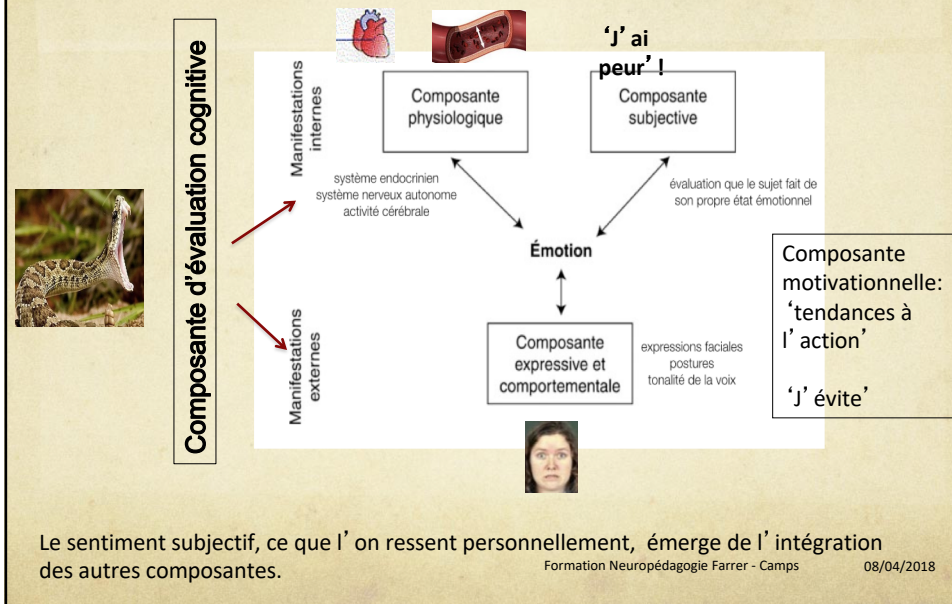 Composante d'évaluation cognitive
Manifestations
internes
‘J’ ai
peur’ !
Composante
physiologique
Composante
subjective
système endocrinien
système nerveux autonome
activité cérébrale
évaluation que le sujet fait de
son propre état émotionnel
Émotion
Manifestations
externes
Composante
expressive et
comportementale
expressions faciales
postures
tonalité de la voix
Composante
motivationnelle:
‘tendances à
l’ action’
‘J’ évite’
Le sentiment subjectif, ce que l’ on ressent personnellement, émerge de l’ intégration
des autres composantes.
Formation Neuropédagogie Farrer - Camps
08/04/2018